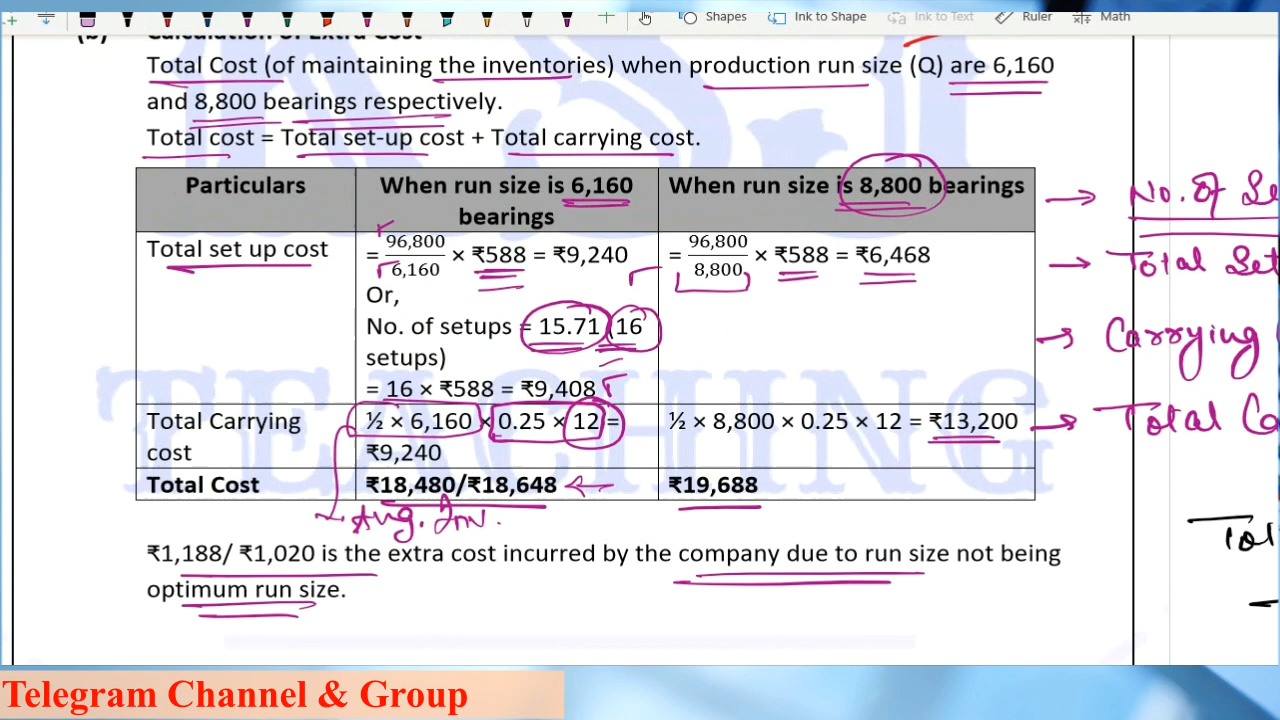 Shapes Ink to Shape Ink to Text Ruler Math
(b) Calculation of Extra Cost
Total Cost (of maintaining the inventories) when production run size (Q) are 6,160
and 8,800 bearings respectively.
Total cost = Total set-up cost + Total carrying cost.
Particulars
When run size is 6,160
bearings
When run size is 8,800 bearings
Total set up cost
= 96,800/6,160 × ₹588 = ₹9,240
Or,
No. of setups = 15.71 (16
setups)
= 16 × ₹588 = ₹9,408
= 96,800/8,800 × ₹588 = ₹6,468
Total Carrying
cost
½ × 6,160 × 0.25 × 12 =
₹9,240
½ × 8,800 × 0.25 × 12 = ₹13,200
Total Cost
₹18,480/₹18,648
₹19,688
Avg. Inv.
₹1,188/ ₹1,020 is the extra cost incurred by the company due to run size not being
optimum run size.
→ No. of Se
→ Total Set
→ Carrying
→ Total Ca
Tot
TEACHING
Telegram Channel & Group